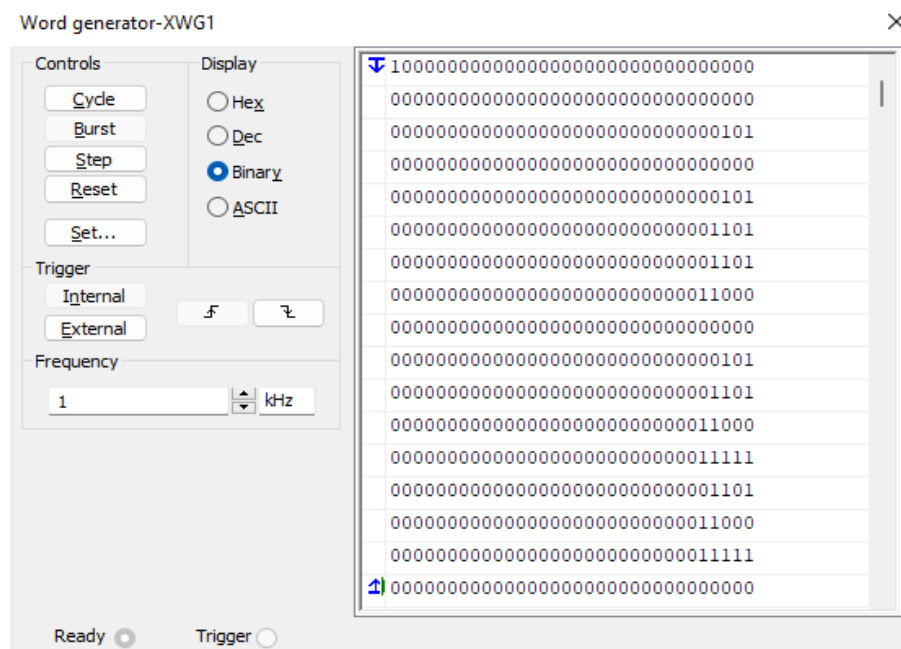 Word generator-XWG1
Controls
Cycle
Burst
Step
Reset
Set...
Display
Hex
Dec
Binary
ASCII
Trigger
Internal
External
Frequency
1 kHz
10000000000000000000000000000000
00000000000000000000000000000000
00000000000000000000000000000101
00000000000000000000000000000000
00000000000000000000000000000101
00000000000000000000000000001101
00000000000000000000000000001101
00000000000000000000000000011000
00000000000000000000000000000000
00000000000000000000000000000101
00000000000000000000000000001101
00000000000000000000000000011000
00000000000000000000000000011111
00000000000000000000000000001101
00000000000000000000000000011000
00000000000000000000000000011111
00000000000000000000000000000000
Ready Trigger